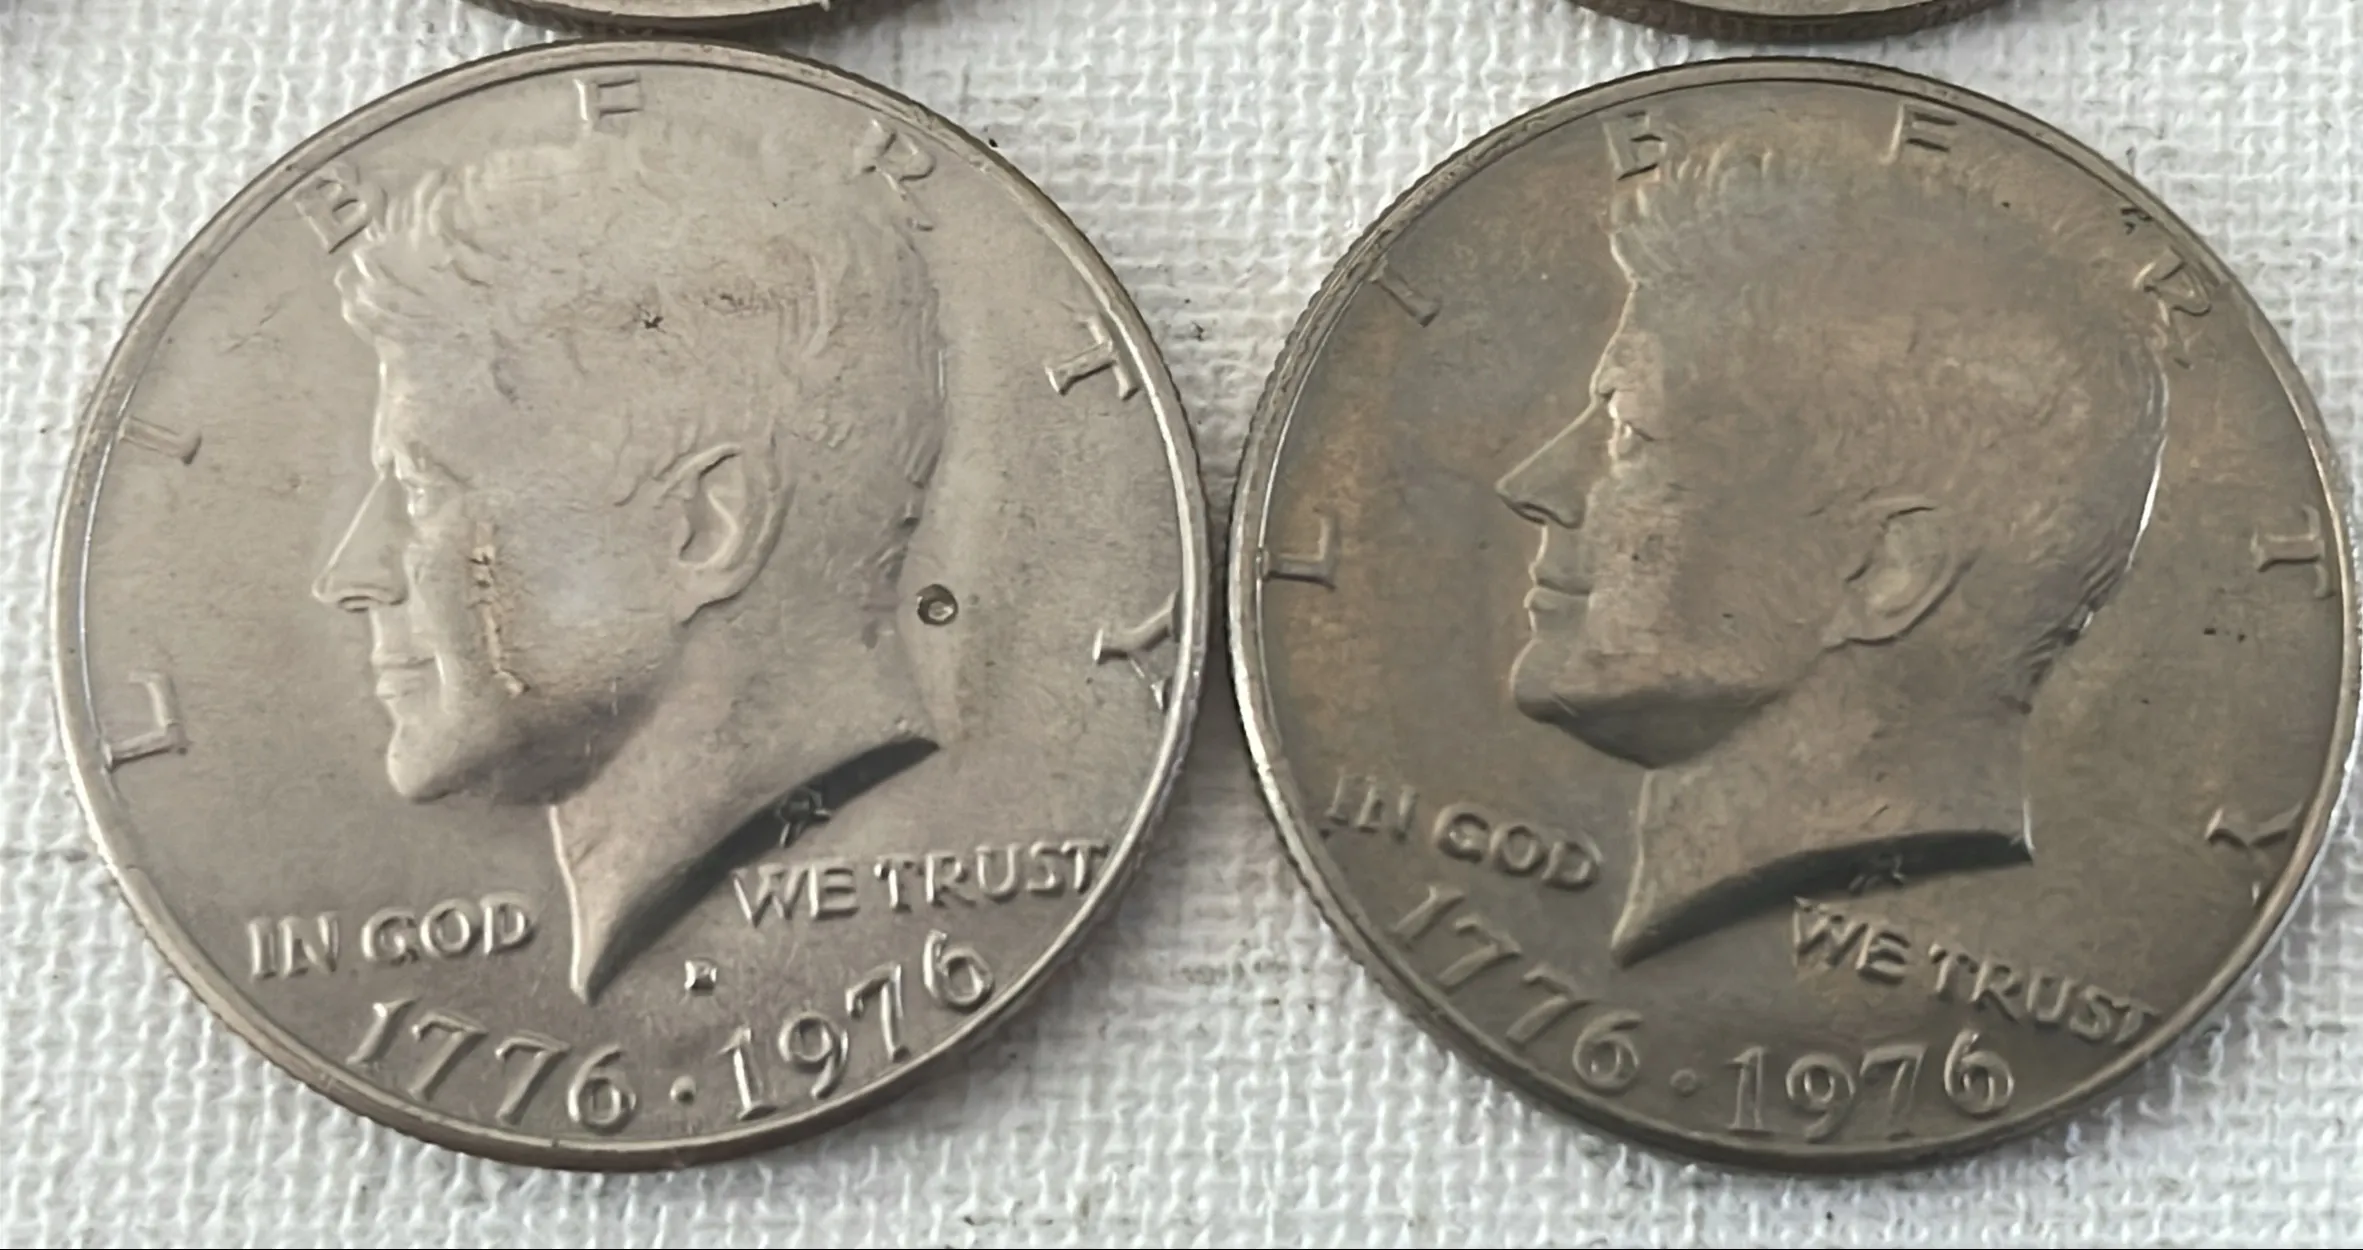 LIBERTY
IN GOD WE TRUST
D
1776 · 1976
LIBERTY
IN GOD WE TRUST
1776 · 1976